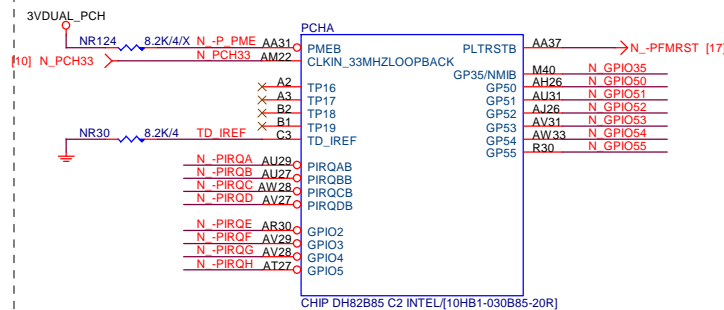 3VDUAL_PCH
PCHA
NR124 8.2K/4/X N_-P_PME AA31 PMEB PLTRSTB AA37 N_-PFMRST [17]
[10] N_PCH33 N_PCH33 AM22 CLKIN_33MHZLOOPBACK
GP35/NMIB M40 N_GPIO35
A2 TP16 GP50 AH26 N_GPIO50
A3 TP17 GP51 AU31 N_GPIO51
B2 TP18 GP52 AJ26 N_GPIO52
B1 TP19 GP53 AV31 N_GPIO53
NR30 8.2K/4 TD_IREF C3 TD_IREF GP54 AW33 N_GPIO54
GP55 R30 N_GPIO55
N_-PIRQA AU29 PIRQAB
N_-PIRQB AU27 PIRQBB
N_-PIRQC AW28 PIRQCB
N_-PIRQD AV27 PIRQDB
N_-PIRQE AR30 GPIO2
N_-PIRQF AV29 GPIO3
N_-PIRQG AV28 GPIO4
N_-PIRQH AT27 GPIO5
CHIP DH82B85 C2 INTEL/[10HB1-030B85-20R]